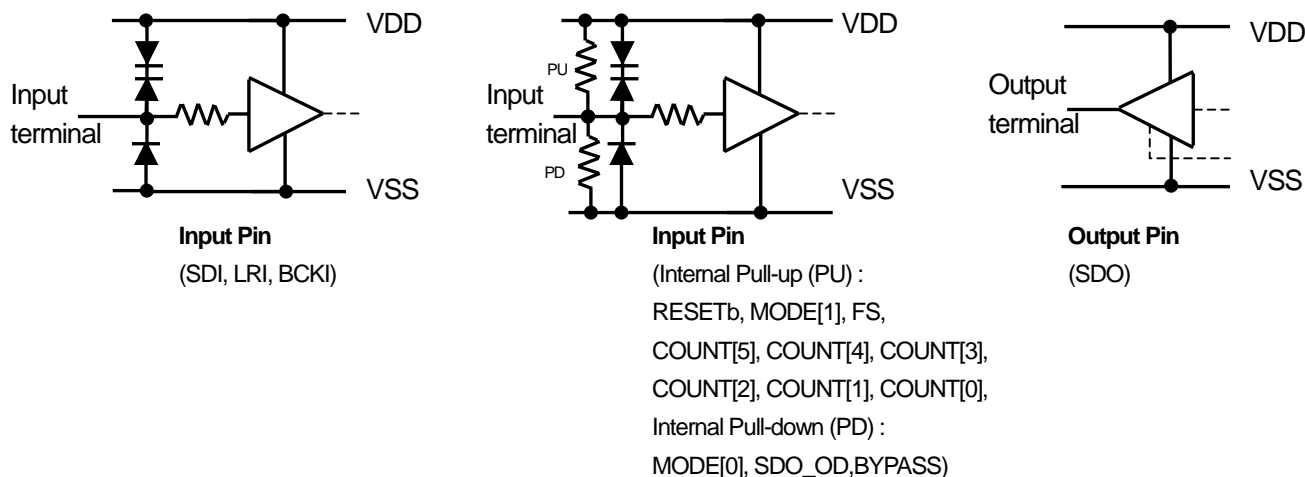 VDD
Input
terminal
VSS
Input Pin
(SDI, LRI, BCKI)
VDD
PU
Input
terminal
PD
VSS
Input Pin
(Internal Pull-up (PU) :
RESETb, MODE[1], FS,
COUNT[5], COUNT[4], COUNT[3],
COUNT[2], COUNT[1], COUNT[0],
Internal Pull-down (PD) :
MODE[0], SDO_OD,BYPASS)
VDD
Output
terminal
VSS
Output Pin
(SDO)